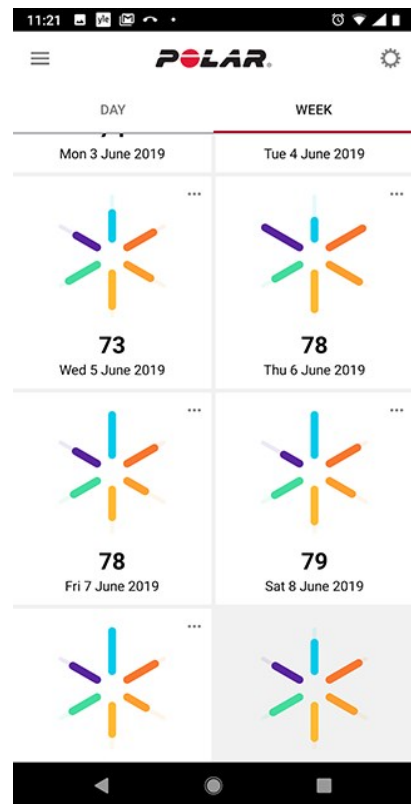 11:21
POLAR.
DAY
WEEK
Mon 3 June 2019
Tue 4 June 2019
73
Wed 5 June 2019
78
Thu 6 June 2019
78
Fri 7 June 2019
79
Sat 8 June 2019